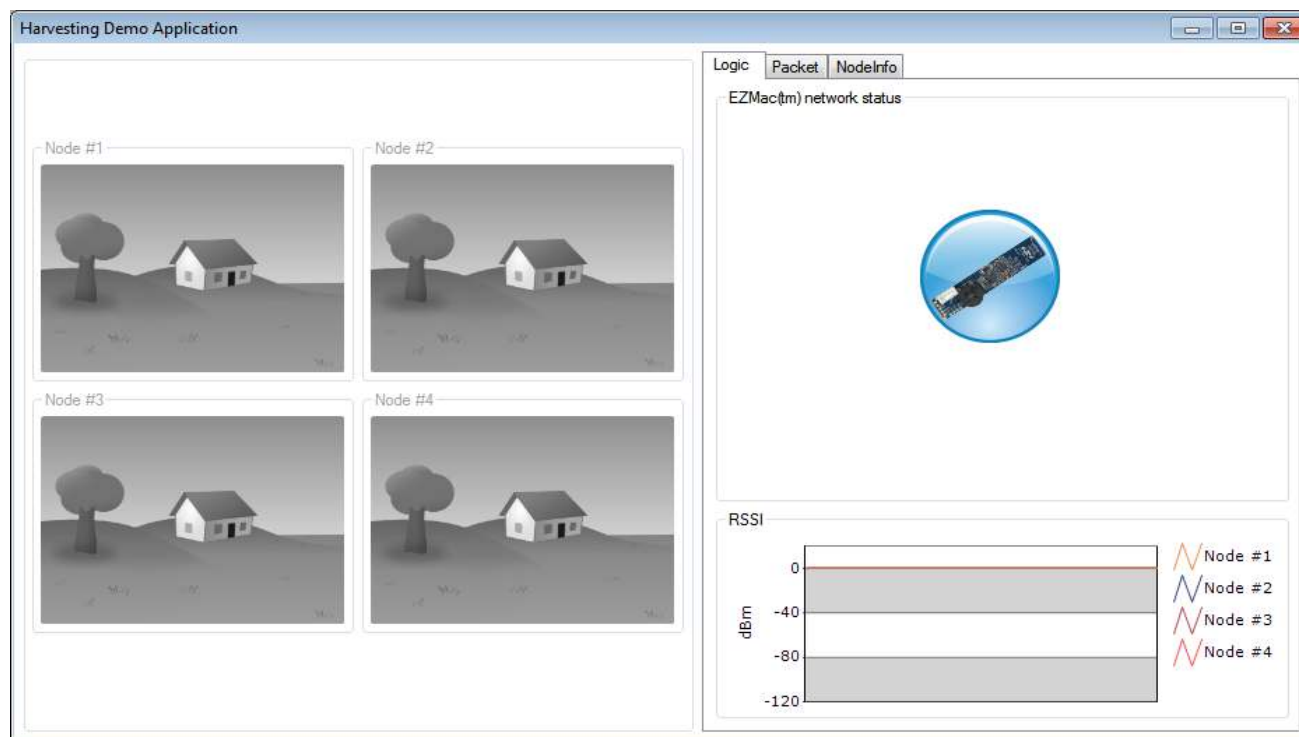 Harvesting Demo Application
Logic Packet NodeInfo
EZMac(tm) network status
Node #1
Node #2
Node #3
Node #4
RSSI
dBm
0
-40
-80
-120
Node #1
Node #2
Node #3
Node #4